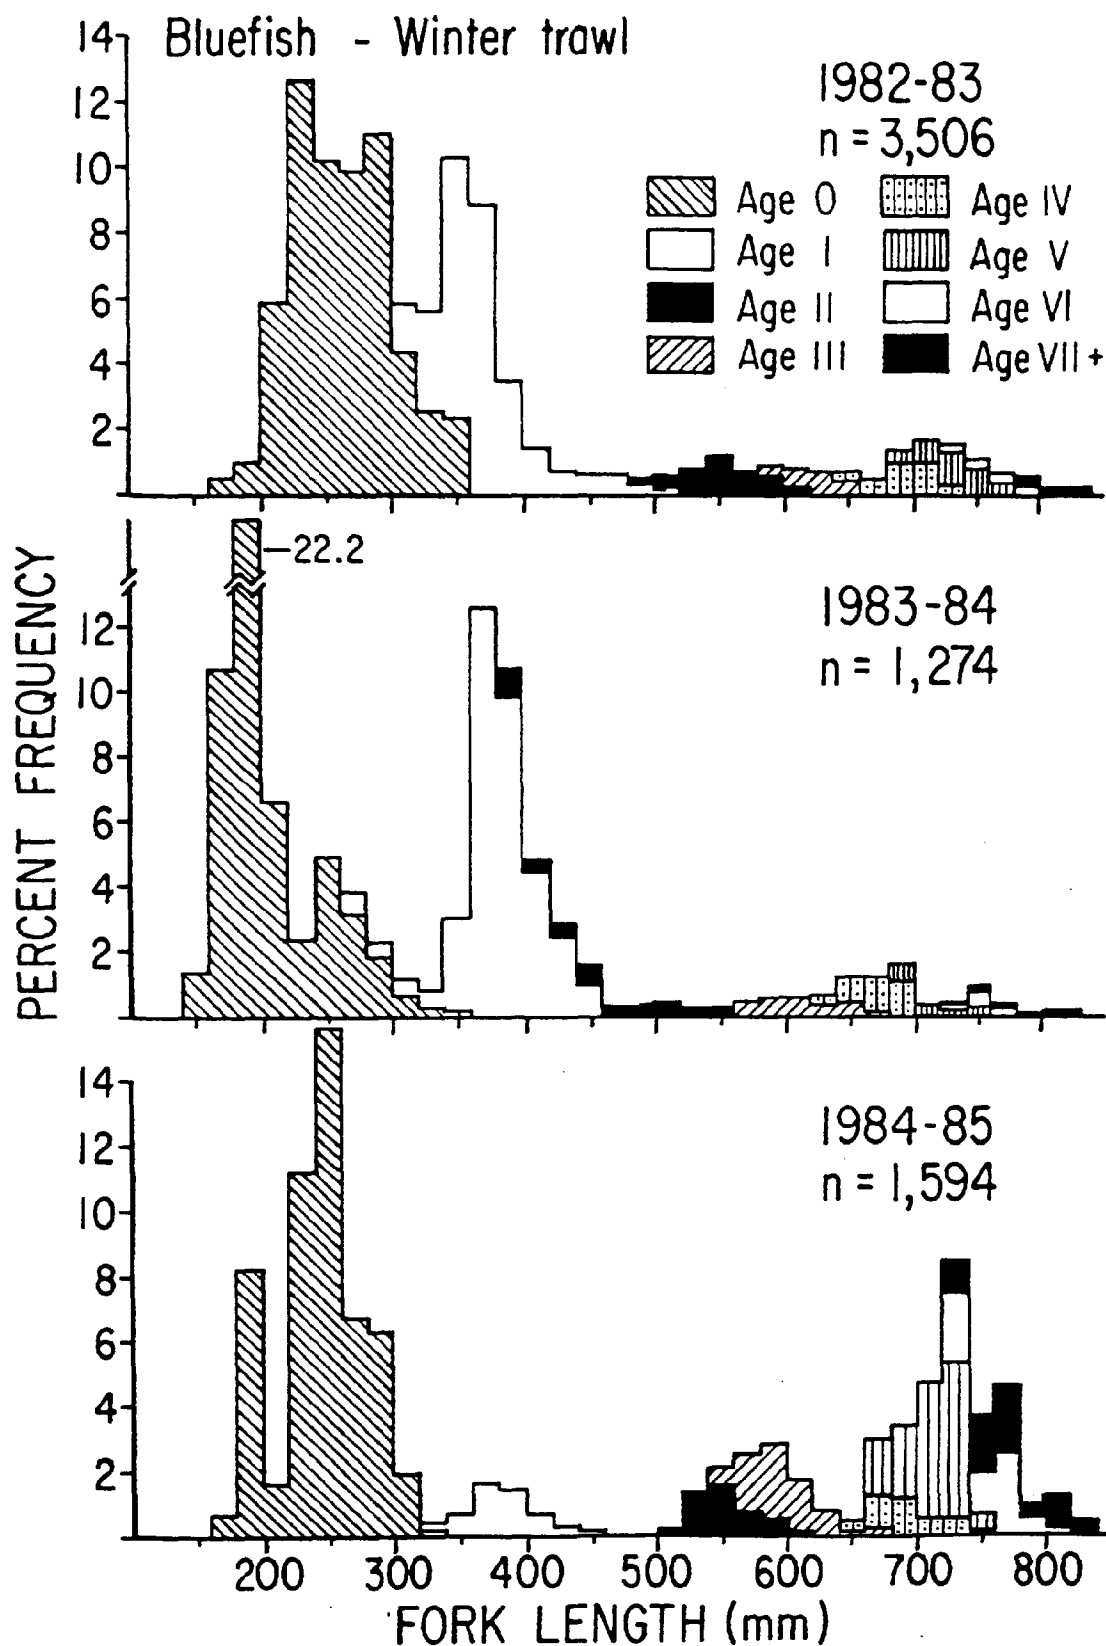 Bluefish - Winter trawl
1982-83
n = 3,506
Age 0
Age IV
Age I
Age V
Age II
Age VI
Age III
Age VII+
14
12
10
8
6
4
2
-22.2
1983-84
n = 1,274
12
10
8
6
4
2
PERCENT FREQUENCY
1984-85
n = 1,594
14
12
10
8
6
4
2
200 300 400 500 600 700 800
FORK LENGTH (mm)